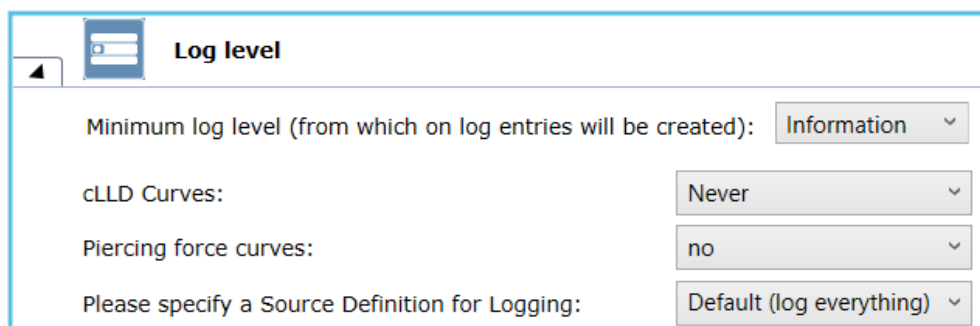 Log level
Minimum log level (from which on log entries will be created): Information
cLLD Curves: Never
Piercing force curves: no
Please specify a Source Definition for Logging: Default (log everything)